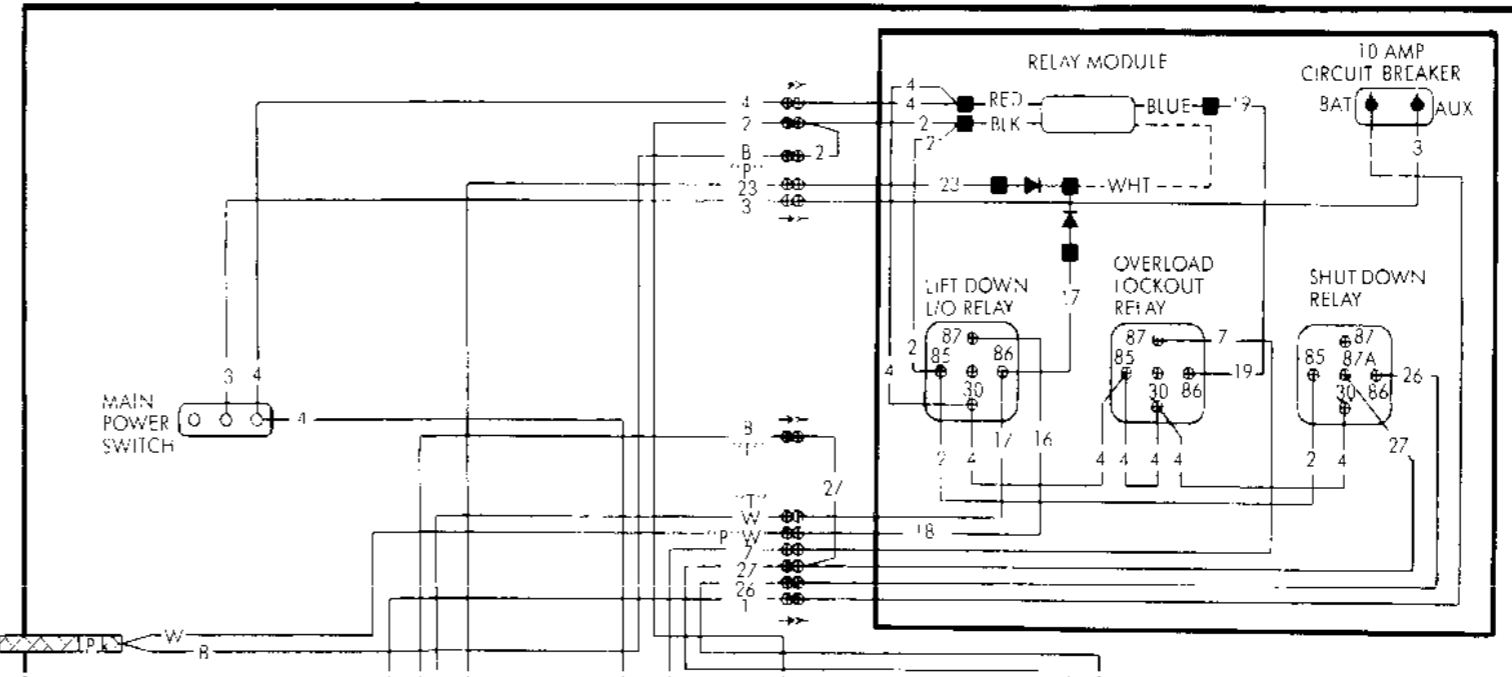 10 AMP
CIRCUIT BREAKER
BAT
AUX
1
3
RELAY MODULE
4
4
RED
BLUE
19
2
BLK
2
4
2
B
2
"P"
23
3
23
WHT
17
LIFT DOWN
L/O RELAY
OVERLOAD
LOCKOUT
RELAY
SHUT DOWN
RELAY
87
85
86
30
2
4
87
85
86
30
7
19
87
85
87A
30
86
26
27
3
4
MAIN
POWER
SWITCH
4
2
4
17
16
4
4
4
4
2
4
B
"T"
27
"T"
W
"P"
W
18
7
27
26
1
P
W
B